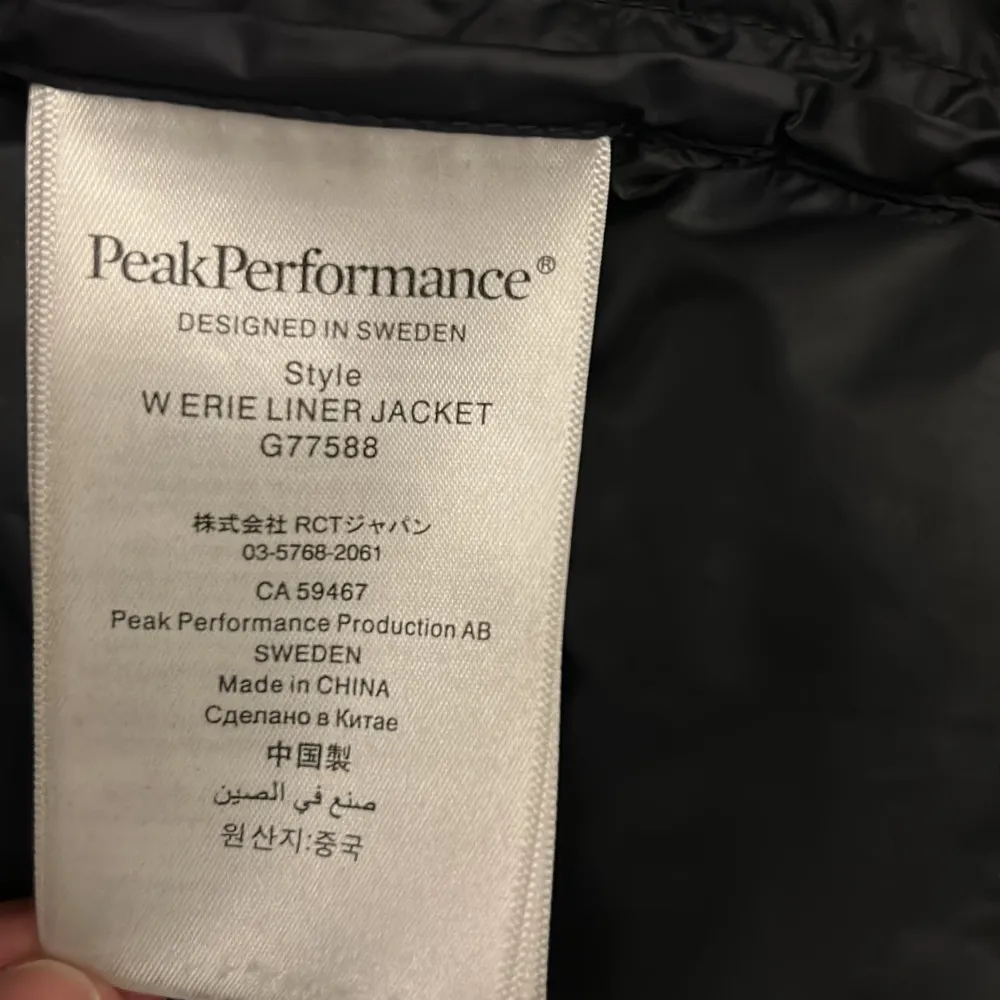 PeakPerformance®
DESIGNED IN SWEDEN
Style
W ERIE LINER JACKET
G77588
株式会社 RCTジャパン
03-5768-2061
CA 59467
Peak Performance Production AB
SWEDEN
Made in CHINA
Сделано в Китае
中国製
صنع في الصين
원산지:중국